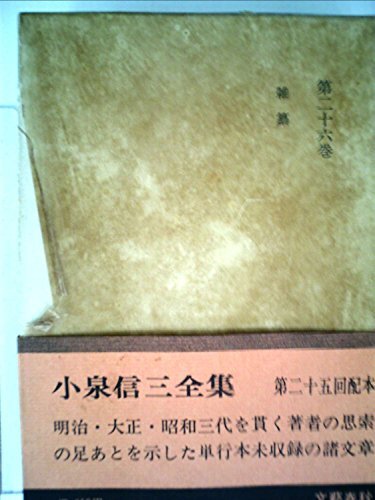 第二十六巻
雑纂
小泉信三全集 第二十五回配本
明治・大正・昭和三代を貫く著者の思索
の足あとを示した単行本未収録の諸文章